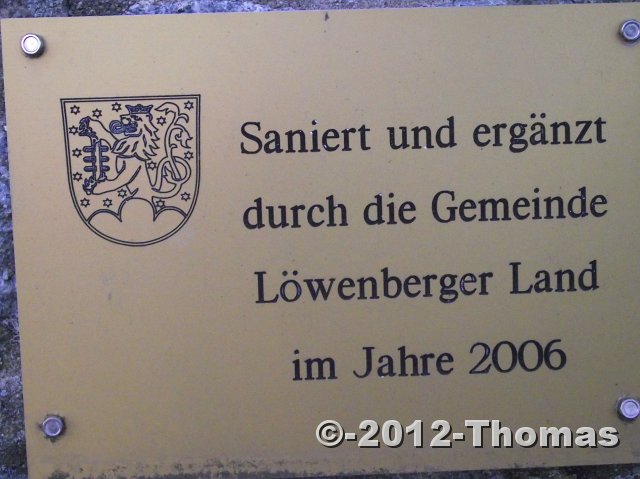 Saniert und ergänzt
durch die Gemeinde
Löwenberger Land
im Jahre 2006
©-2012-Thomas